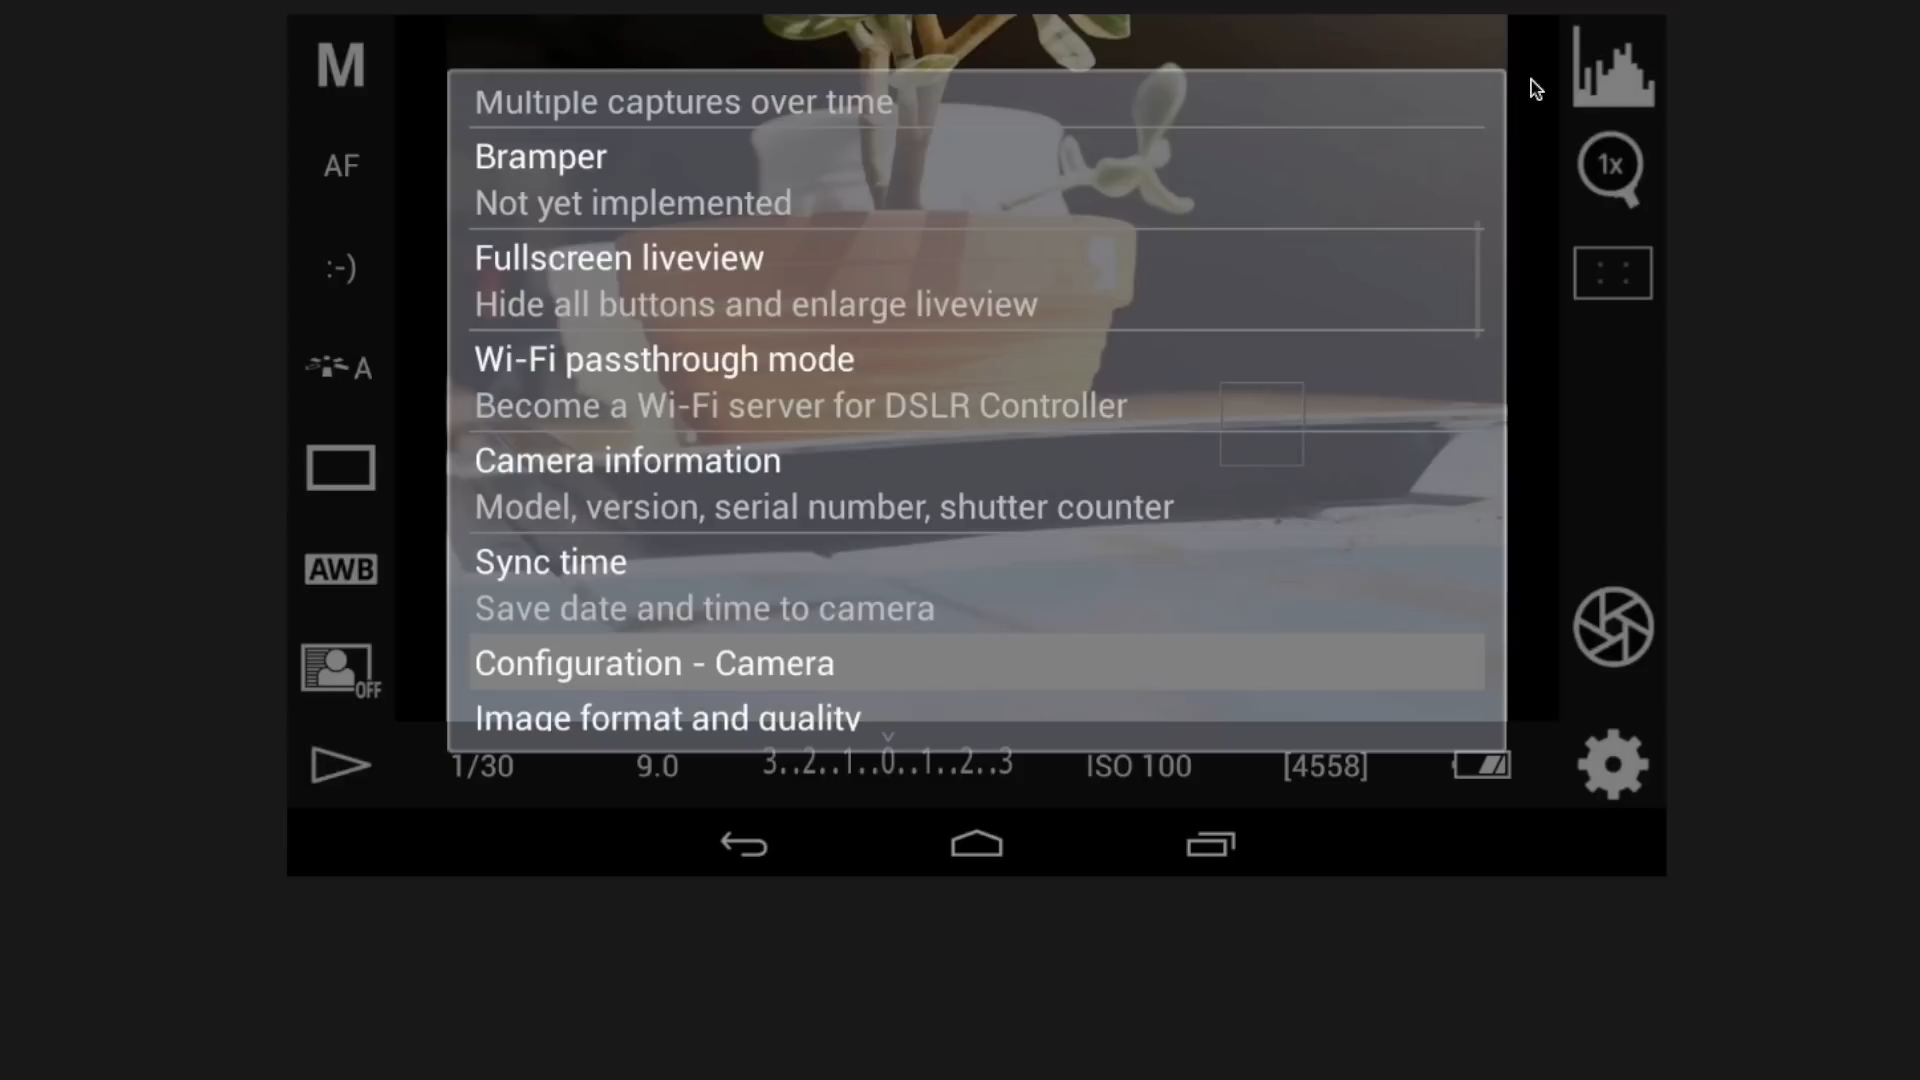 M
AF
:-)
A
AWB
OFF
Multiple captures over time
Bramper
Not yet implemented
Fullscreen liveview
Hide all buttons and enlarge liveview
Wi-Fi passthrough mode
Become a Wi-Fi server for DSLR Controller
Camera information
Model, version, serial number, shutter counter
Sync time
Save date and time to camera
Configuration - Camera
Image format and quality
1x
1/30 9.0 3..2..1..0..1..2..3 ISO 100 [4558]